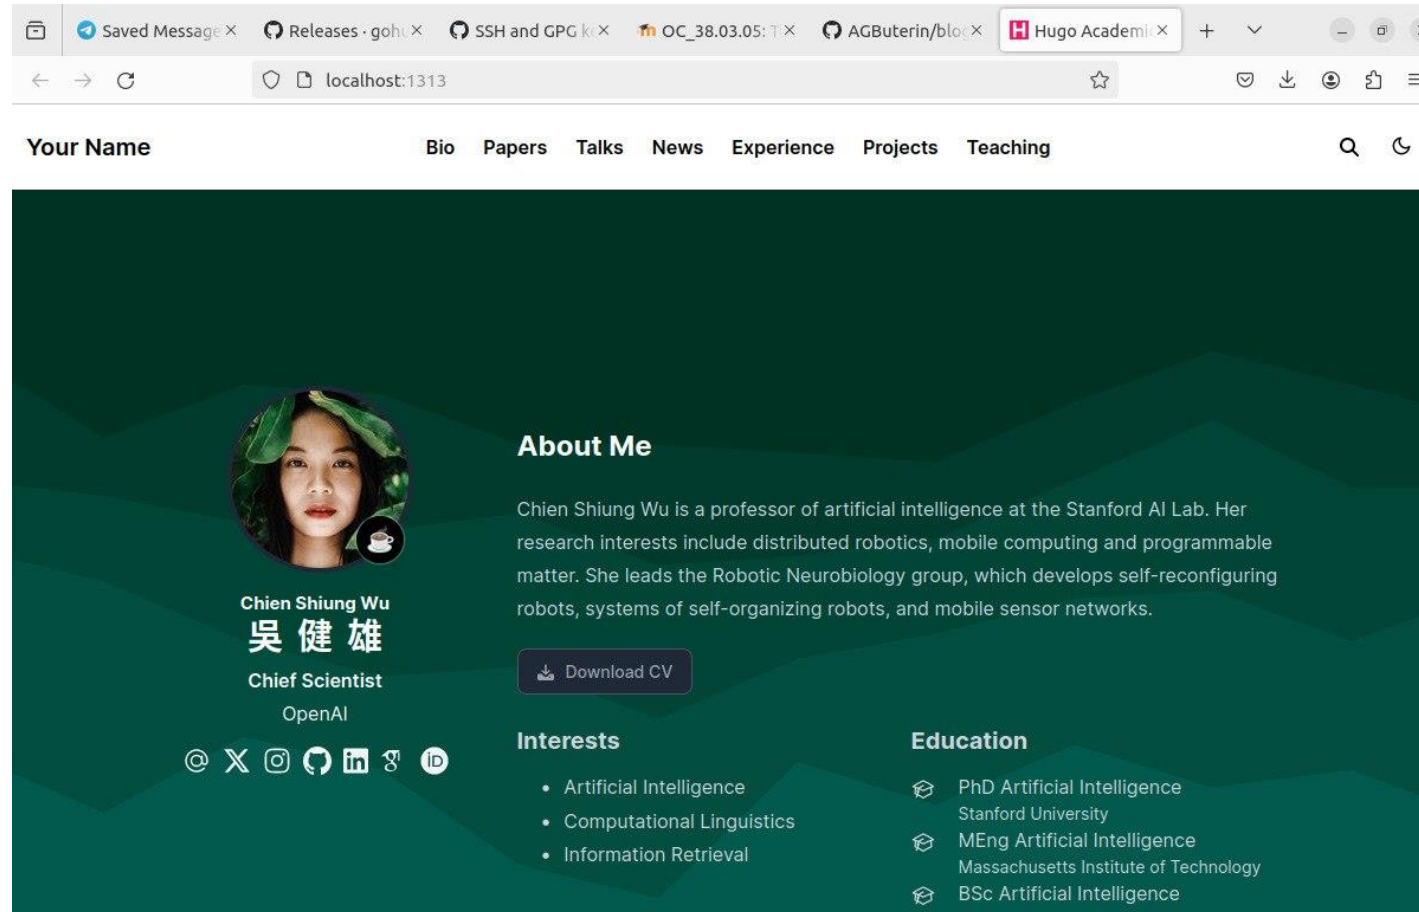 Saved Message
Releases · goh
SSH and GPG k
OC_38.03.05: T
AGButerin/blog
Hugo Academi
localhost:1313
Your Name
Bio
Papers
Talks
News
Experience
Projects
Teaching
About Me
Chien Shiung Wu is a professor of artificial intelligence at the Stanford AI Lab. Her
research interests include distributed robotics, mobile computing and programmable
matter. She leads the Robotic Neurobiology group, which develops self-reconfiguring
robots, systems of self-organizing robots, and mobile sensor networks.
Chien Shiung Wu
吳健雄
Chief Scientist
OpenAI
Download CV
Interests
Artificial Intelligence
Computational Linguistics
Information Retrieval
Education
PhD Artificial Intelligence
Stanford University
MEng Artificial Intelligence
Massachusetts Institute of Technology
BSc Artificial Intelligence